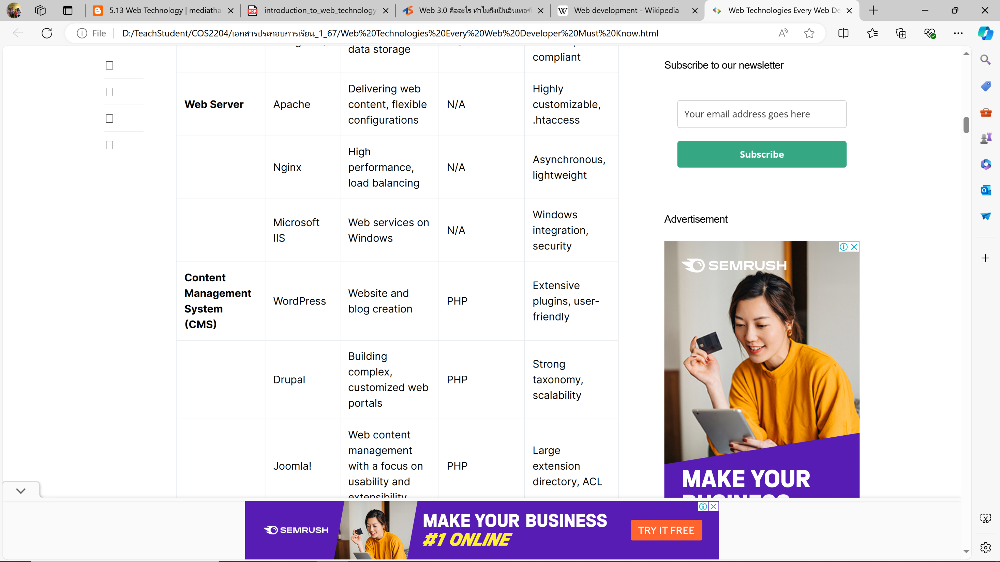 5.13 Web Technology | mediatha
introduction_to_web_technology
Web 3.0 คืออะไร ทำไมถึงเป็นอินเทอร์
Web development - Wikipedia
Web Technologies Every Web De
File
D:/TeachStudent/COS2204/เอกสารประกอบการเรียน_1_67/Web%20Technologies%20Every%20Web%20Developer%20Must%20Know.html
data storage
compliant
Web Server
Apache
Delivering web
content, flexible
configurations
N/A
Highly
customizable,
.htaccess
Nginx
High
performance,
load balancing
N/A
Asynchronous,
lightweight
Microsoft
IIS
Web services on
Windows
N/A
Windows
integration,
security
Content
Management
System
(CMS)
WordPress
Website and
blog creation
PHP
Extensive
plugins, user-
friendly
Drupal
Building
complex,
customized web
portals
PHP
Strong
taxonomy,
scalability
Joomla!
Web content
management
with a focus on
usability and
extensibility
PHP
Large
extension
directory, ACL
Subscribe to our newsletter
Your email address goes here
Subscribe
Advertisement
SEMRUSH
MAKE YOUR
BUSINESS
SEMRUSH
MAKE YOUR BUSINESS
#1 ONLINE
TRY IT FREE